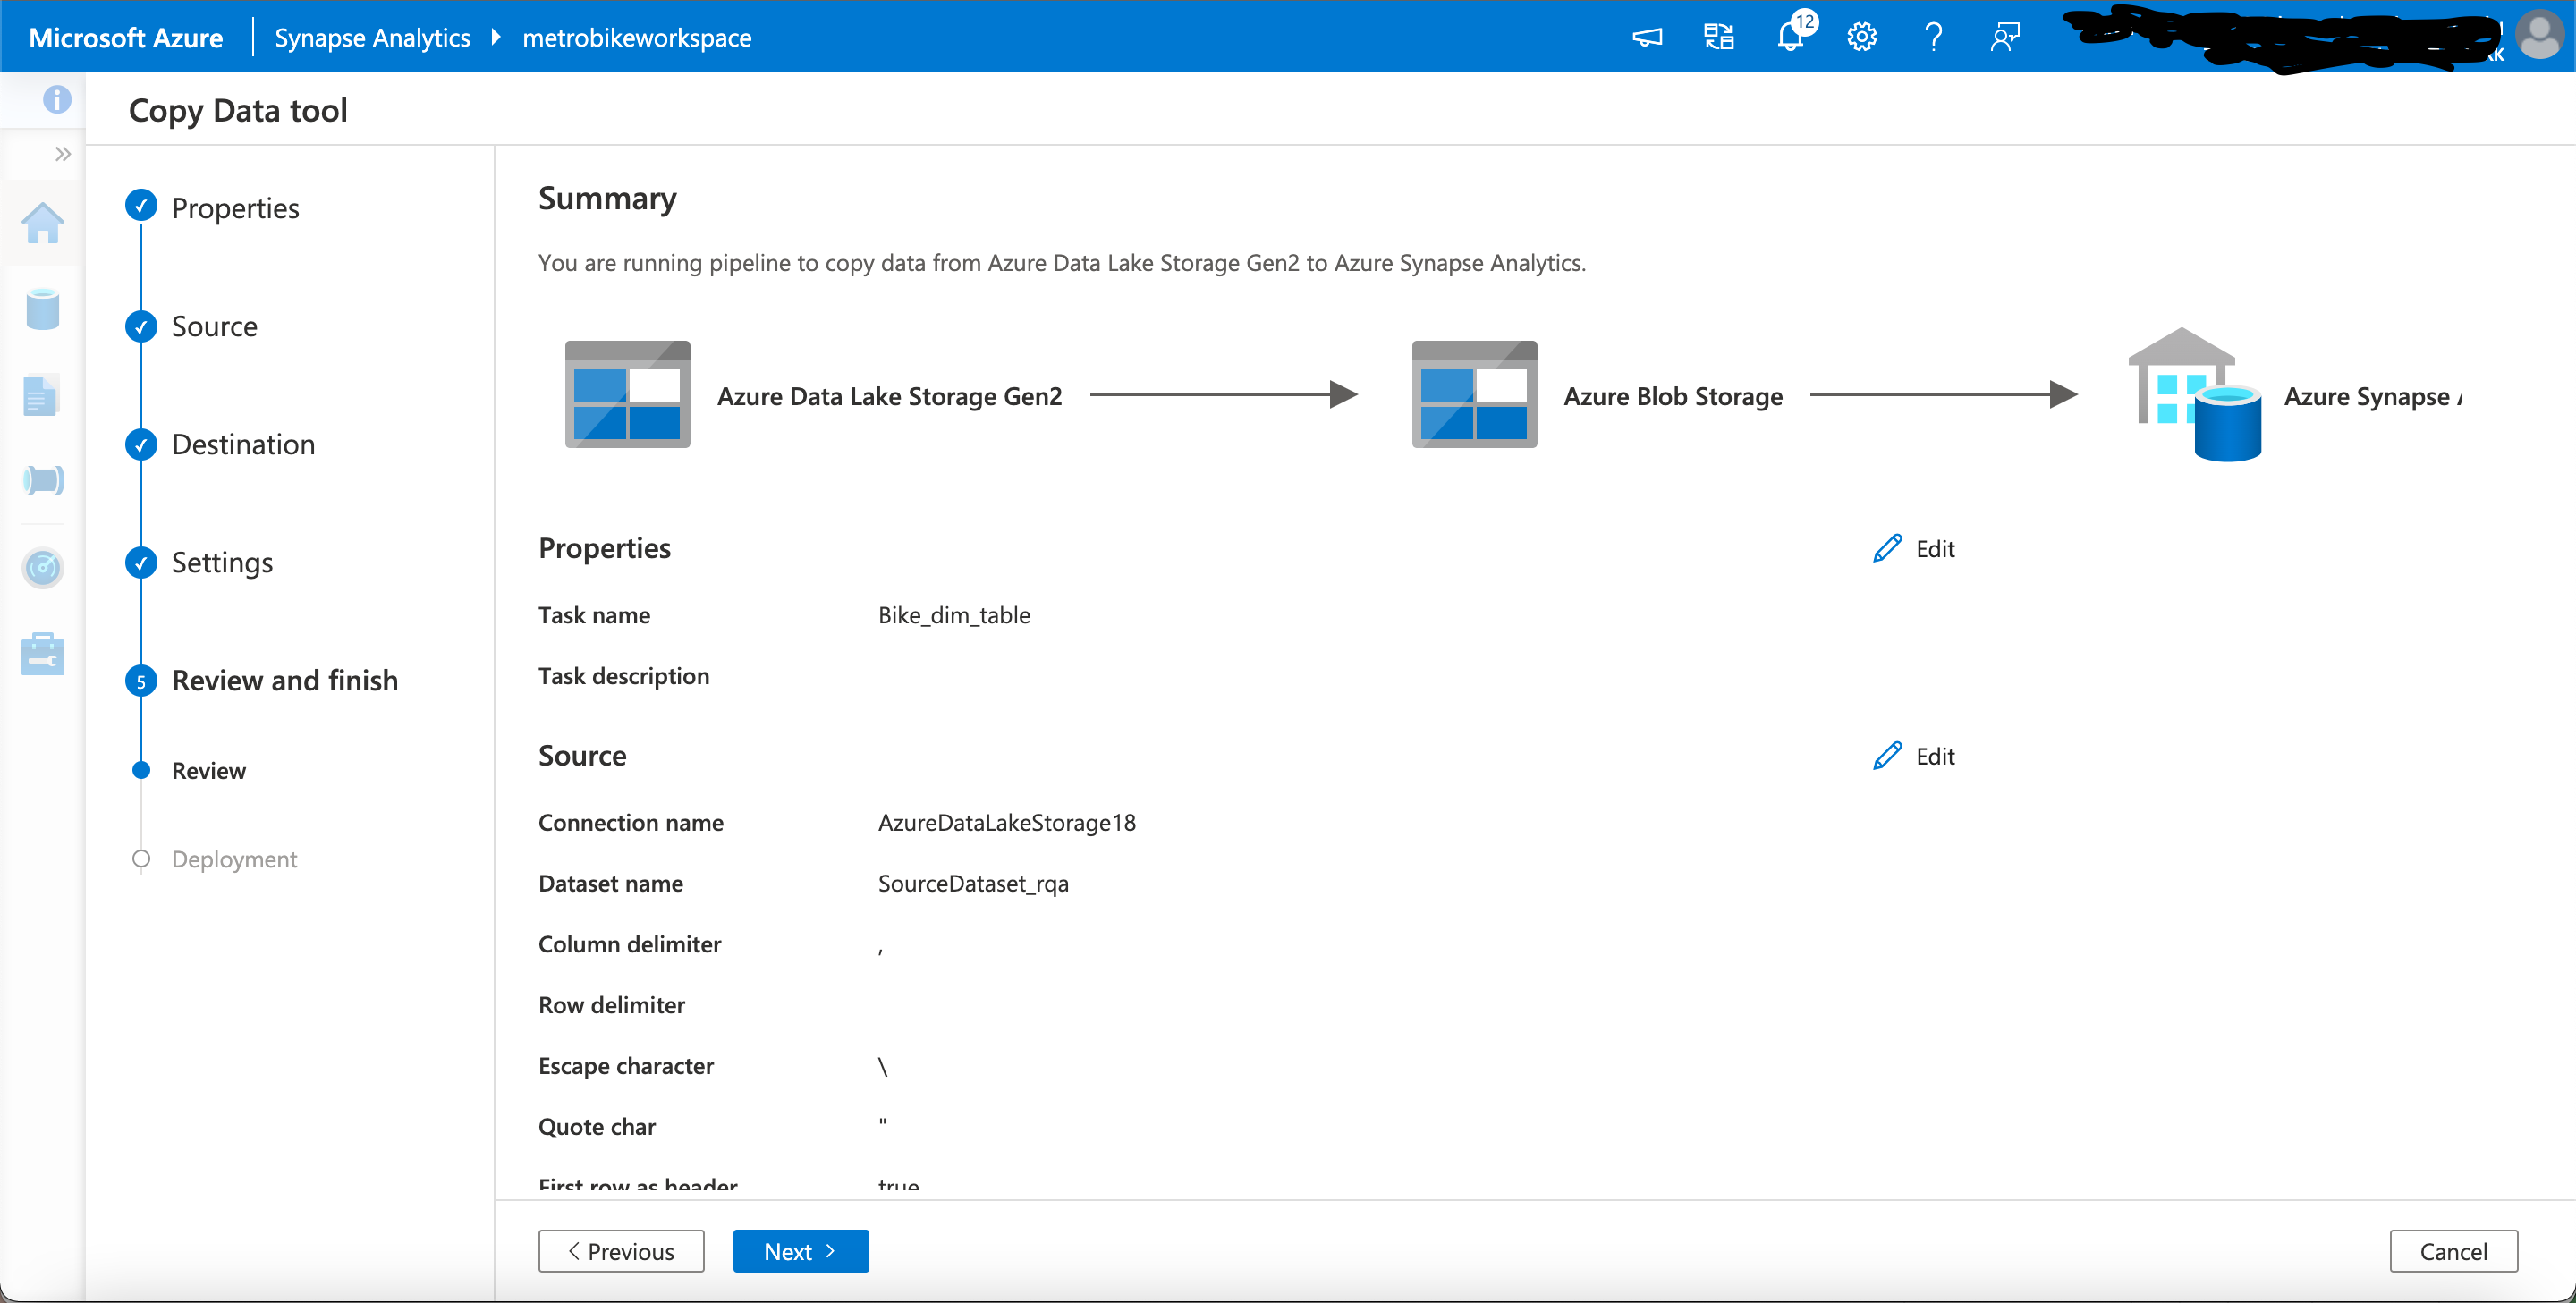 Microsoft Azure
Synapse Analytics
metrobikeworkspace
12
Copy Data tool
Properties
Source
Destination
Settings
5
Review and finish
Review
Deployment
Summary
You are running pipeline to copy data from Azure Data Lake Storage Gen2 to Azure Synapse Analytics.
Azure Data Lake Storage Gen2
Azure Blob Storage
Azure Synapse
Properties
Edit
Task name
Bike_dim_table
Task description
Source
Edit
Connection name
AzureDataLakeStorage18
Dataset name
SourceDataset_rqa
Column delimiter
,
Row delimiter
Escape character
\
Quote char
"
First row as header
true
Previous
Next
Cancel